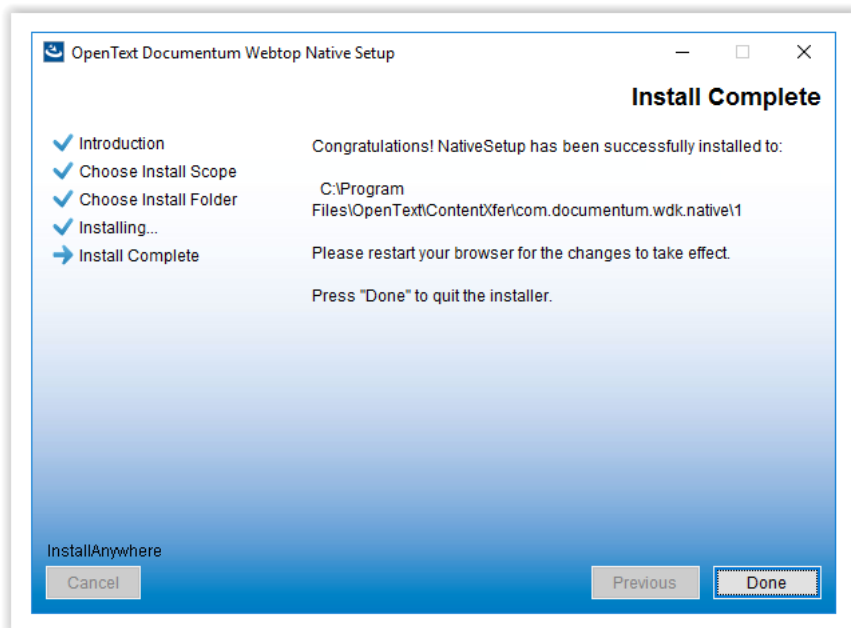 OpenText Documentum Webtop Native Setup
Install Complete
Introduction
Choose Install Scope
Choose Install Folder
Installing...
Install Complete
Congratulations! NativeSetup has been successfully installed to:
C:\Program
Files\OpenText\ContentXfer\com.documentum.wdk.native\1
Please restart your browser for the changes to take effect.
Press "Done" to quit the installer.
InstallAnywhere
Cancel
Previous
Done